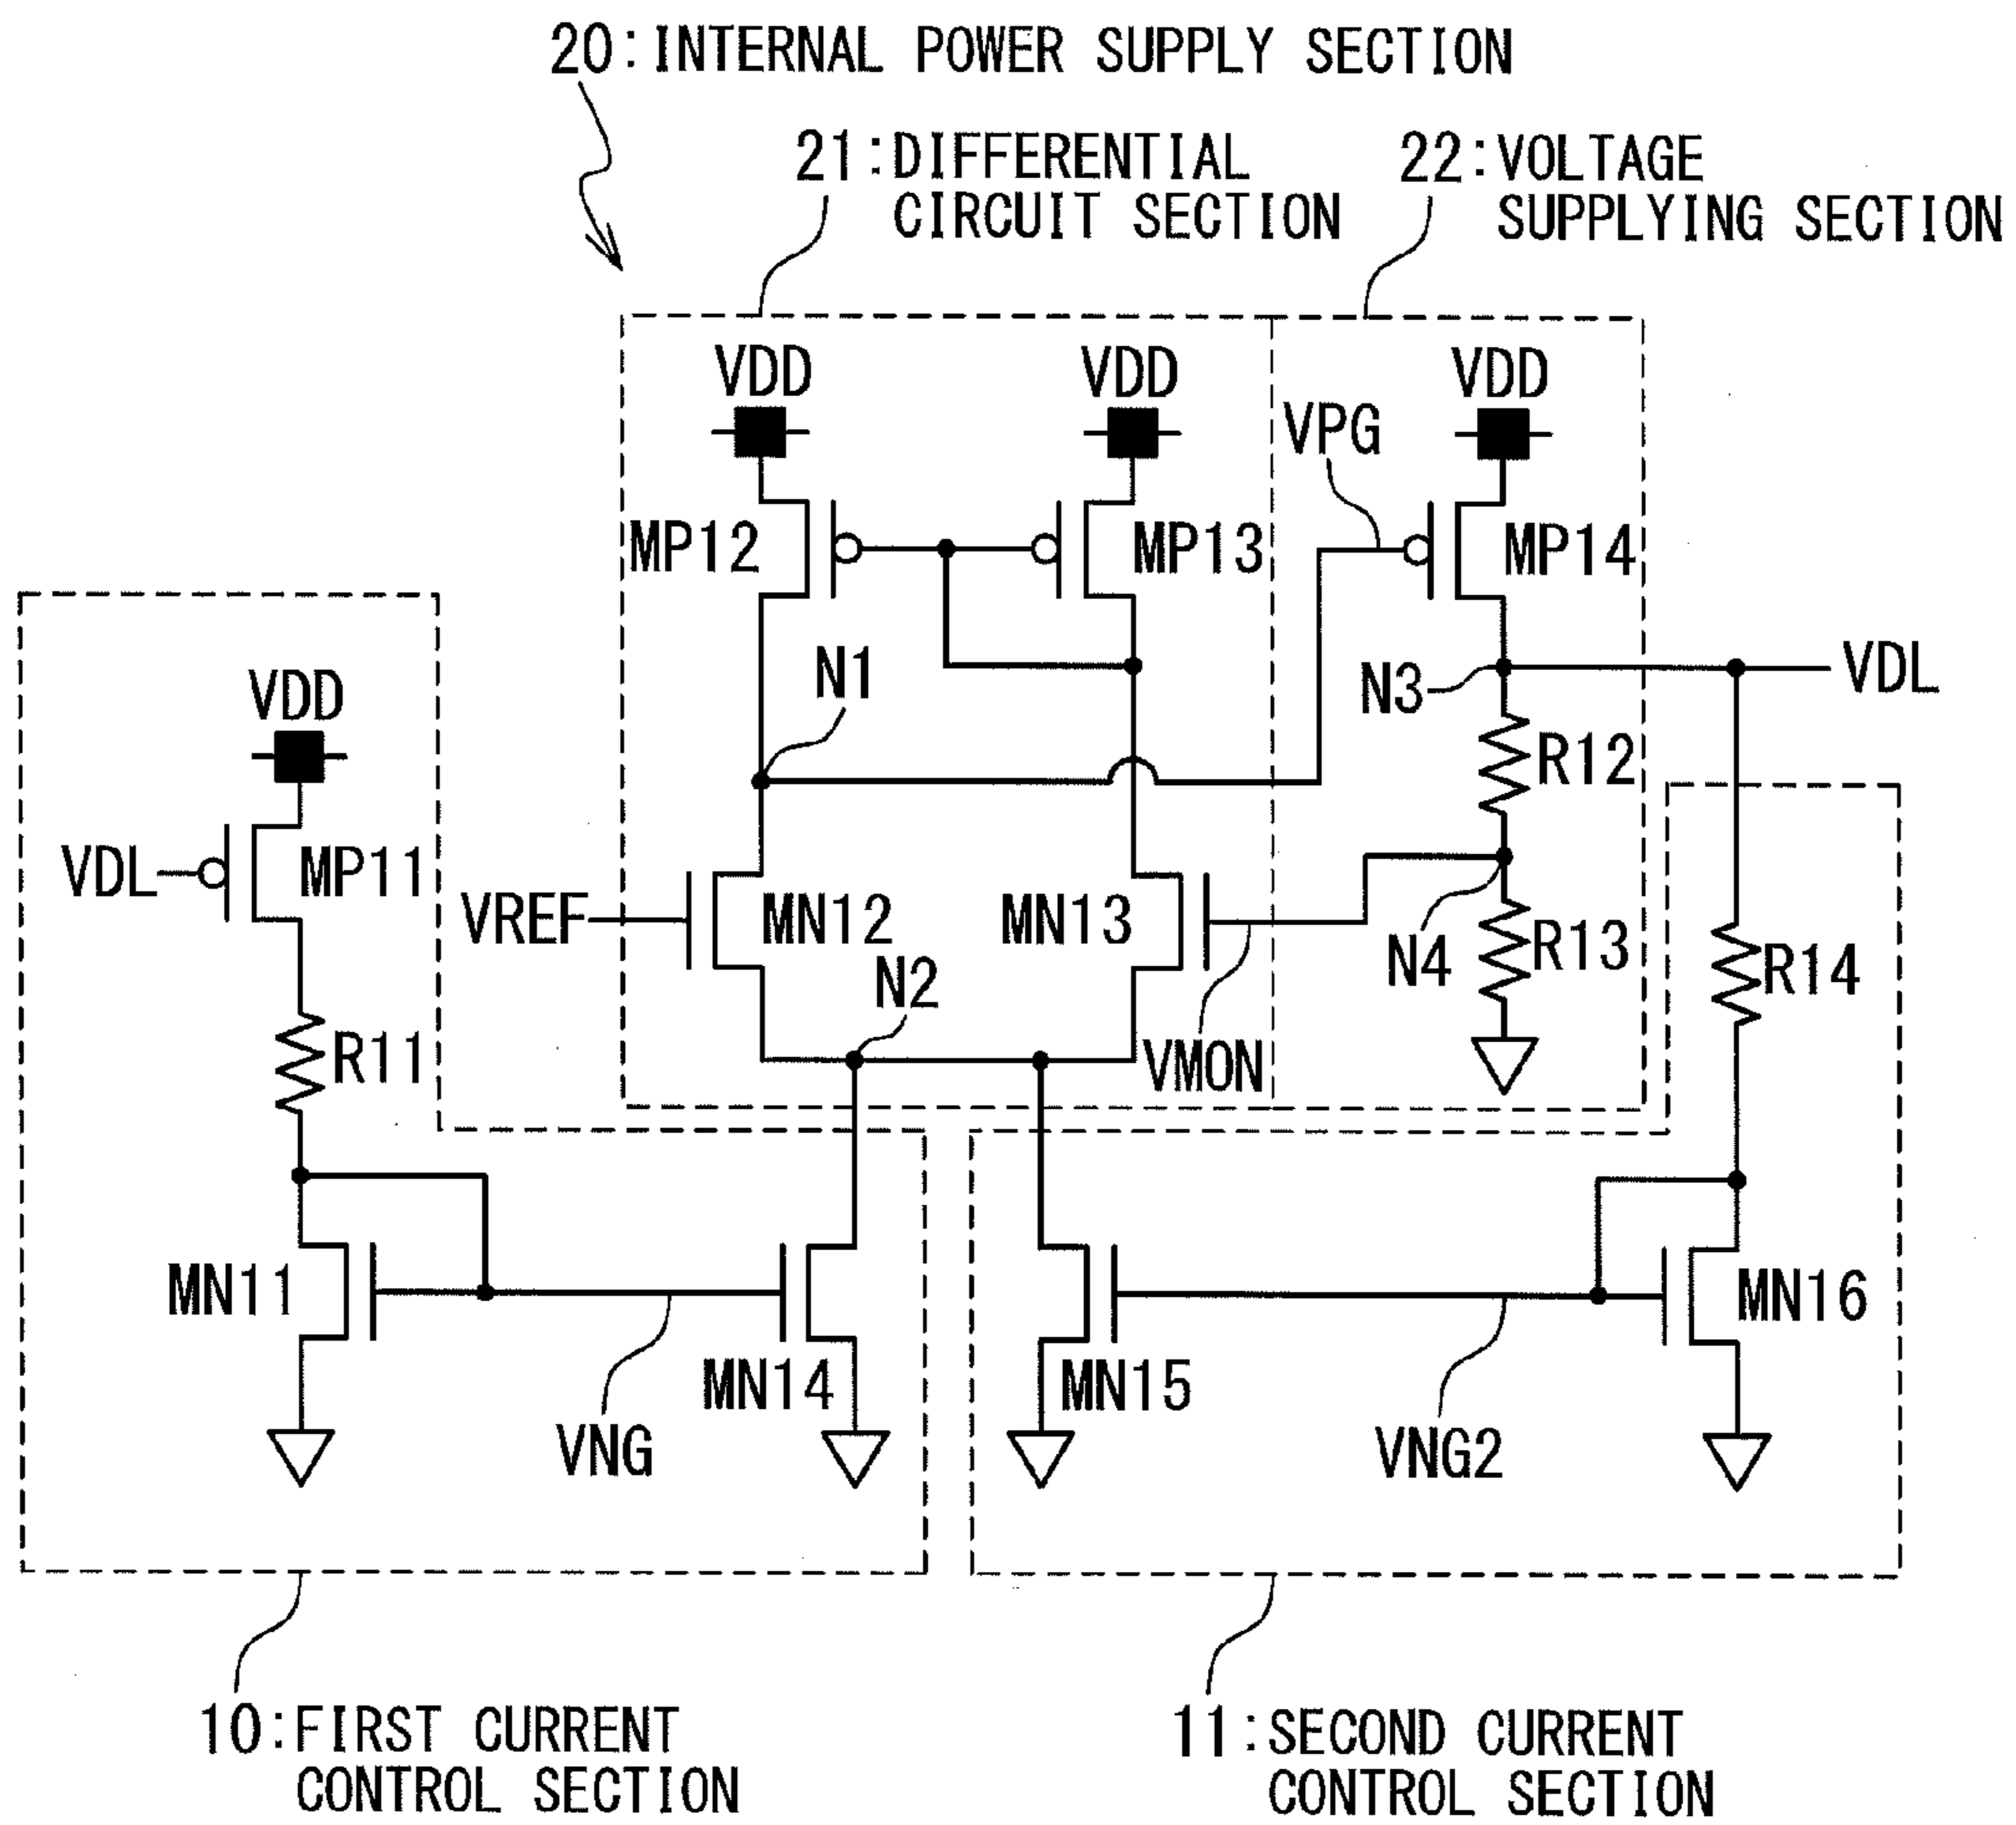 20:INTERNAL POWER SUPPLY SECTION
21:DIFFERENTIAL
CIRCUIT SECTION
22:VOLTAGE
SUPPLYING SECTION
VDD
VDD
VDD
VPG
MP12
MP13
MP14
N1
N3
VDL
VDD
R12
VDL
MP11
VREF
MN12
MN13
N4
R13
R14
N2
R11
VMON
MN11
MN14
MN15
MN16
VNG
VNG2
10:FIRST CURRENT
CONTROL SECTION
11:SECOND CURRENT
CONTROL SECTION